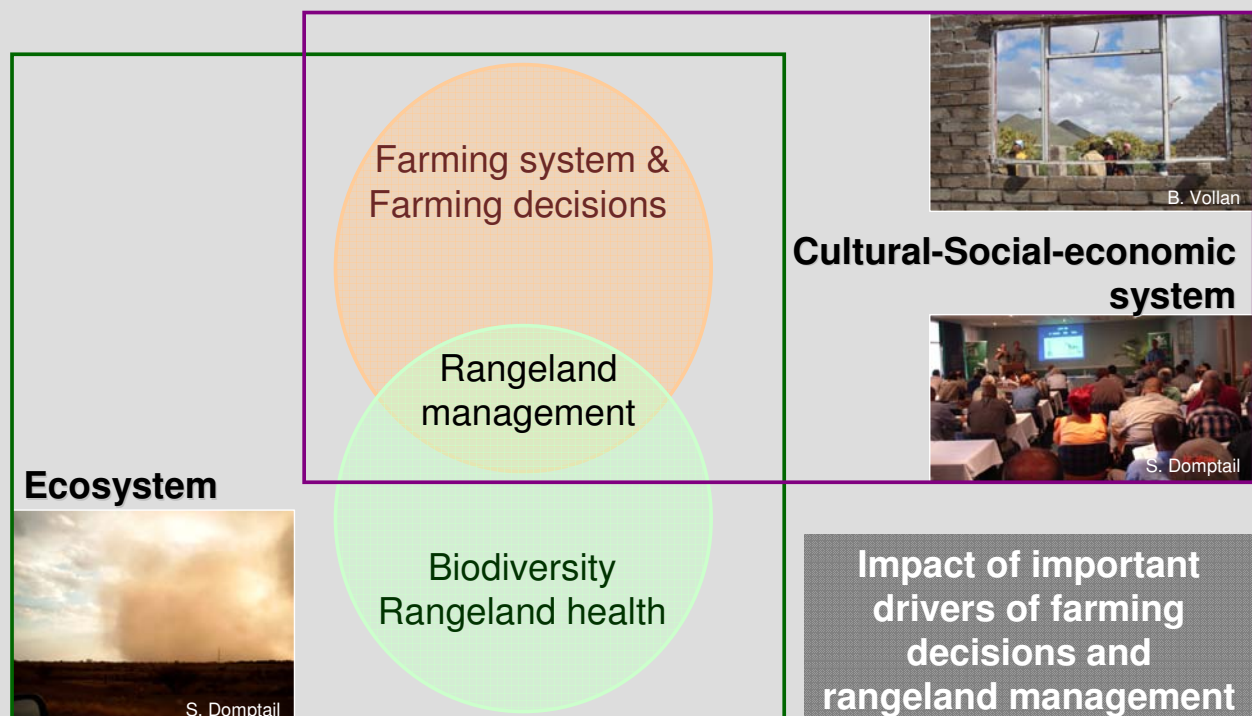 Farming system &
Farming decisions
B. Vollan
Cultural-Social-economic
system
Rangeland
management
S. Domptail
Ecosystem
S. Domptail
Biodiversity
Rangeland health
Impact of important
drivers of farming
decisions and
rangeland management